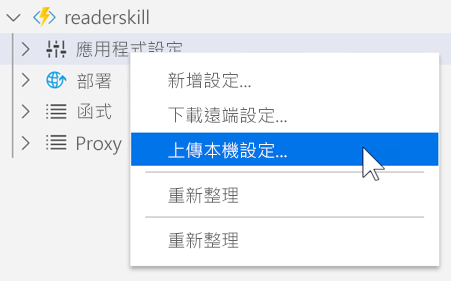 readerskill
應用程式設定
部署
函式
Proxy
新增設定...
下載遠端設定...
上傳本機設定...
重新整理
重新整理